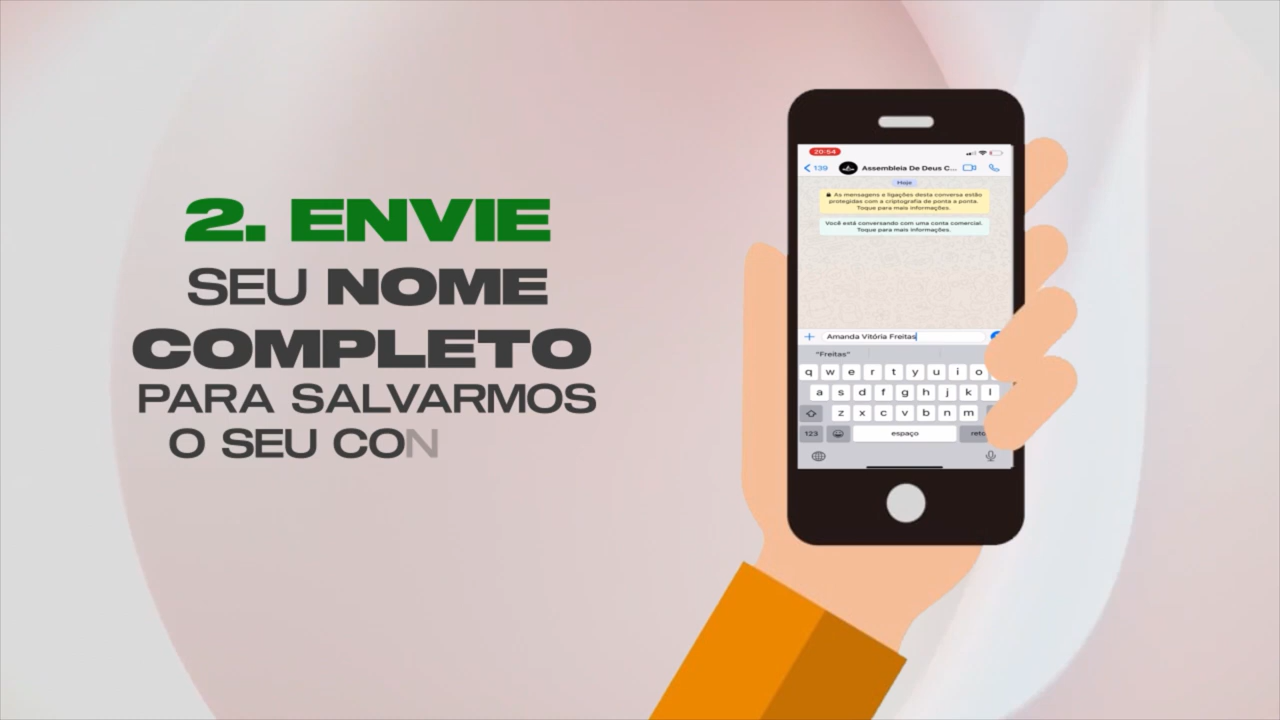 2. ENVIE
SEU NOME
COMPLETO
PARA SALVARMOS
O SEU CON
20:54
139
Assembleia De Deus C...
Hoje
As mensagens e ligações desta conversa estão
protegidas com a criptografia de ponta a ponta.
Toque para mais informações.
Você está conversando com uma conta comercial.
Toque para mais informações.
Amanda Vitória Freitas
"Freitas"
q w e r t y u i o
a s d f g h j k l
z x c v b n m
123 espaço reto